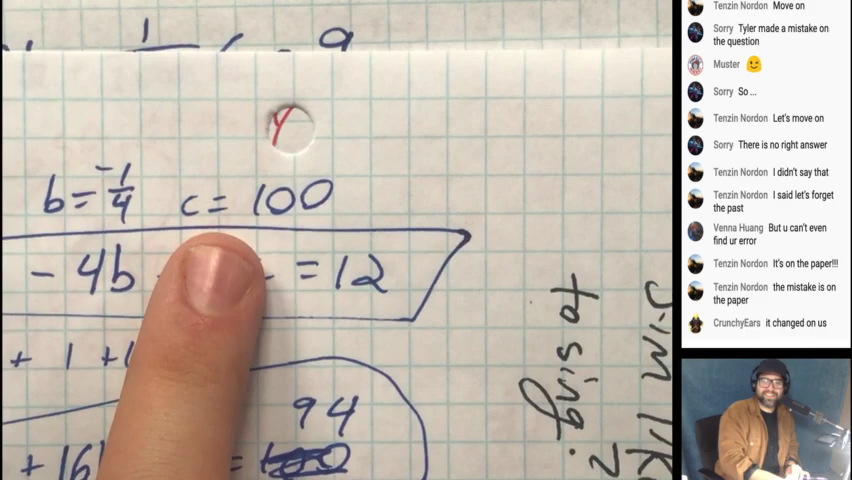 b = -1/4 c = 100
- 4b = 12
+ 1 +
94
+ 16 = 100
to sing?
Tenzin Nordon Move on
Sorry Tyler made a mistake on
the question
Muster 😉
Sorry So ...
Tenzin Nordon Let's move on
Sorry There is no right answer
Tenzin Nordon I didn't say that
Tenzin Nordon I said let's forget
the past
Venna Huang But u can't even
find ur error
Tenzin Nordon It's on the paper!!!
Tenzin Nordon the mistake is on
the paper
CrunchyEars it changed on us